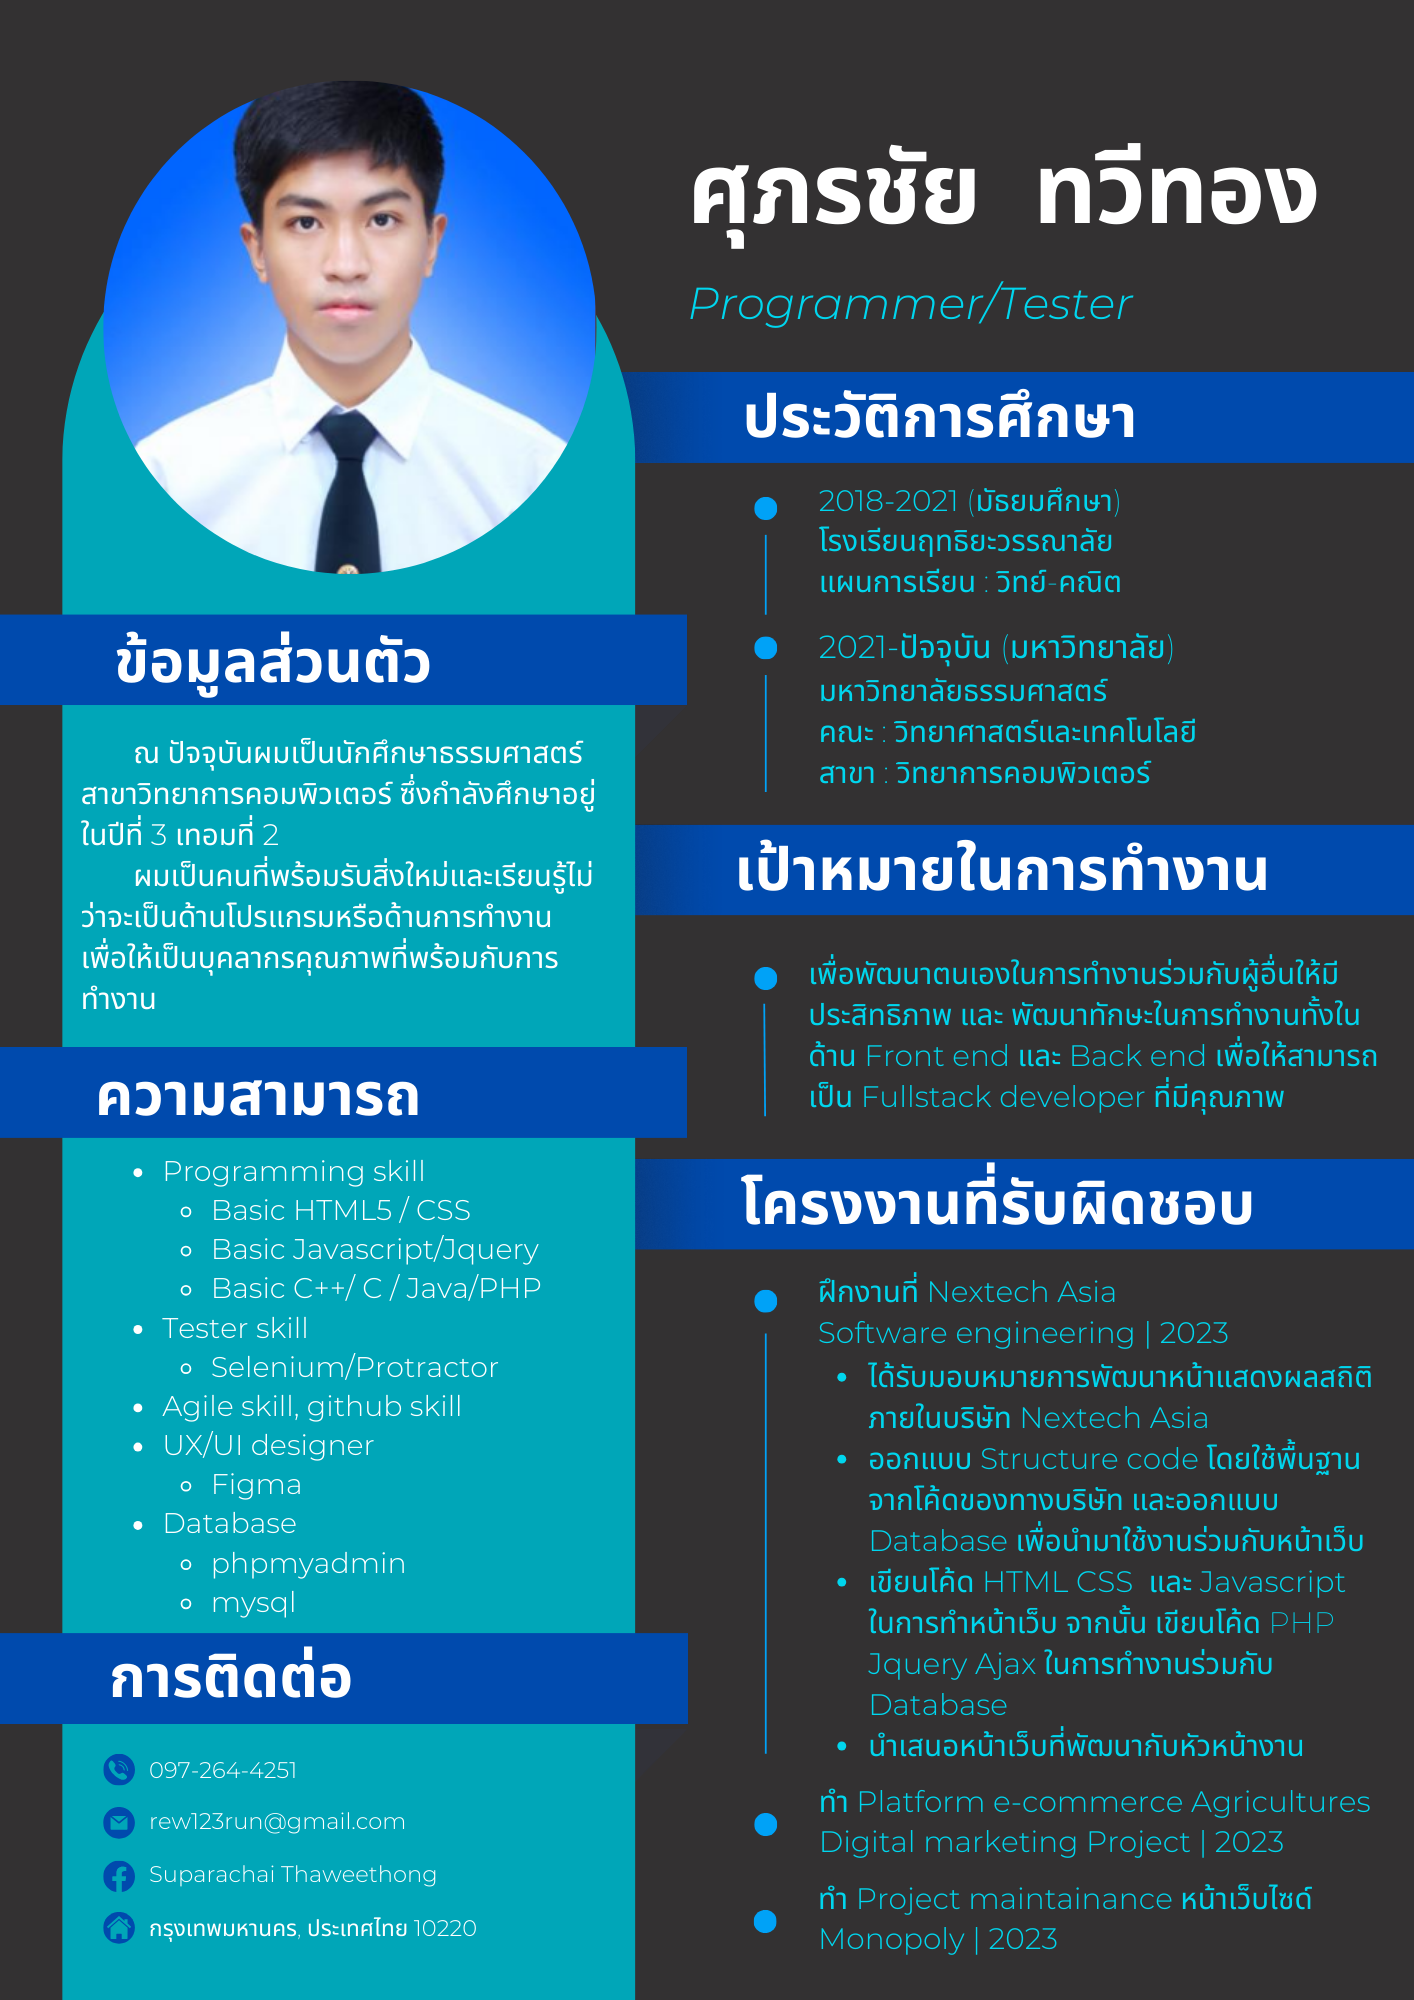 ศุภรชัย ทวีทอง
Programmer/Tester
ข้อมูลส่วนตัว
ณ ปัจจุบันผมเป็นนักศึกษาธรรมศาสตร์
สาขาวิทยาการคอมพิวเตอร์ ซึ่งกำลังศึกษาอยู่
ในปีที่ 3 เทอมที่ 2
ผมเป็นคนที่พร้อมรับสิ่งใหม่และเรียนรู้ไม่
ว่าจะเป็นด้านโปรแกรมหรือด้านการทำงาน
เพื่อให้เป็นบุคลากรคุณภาพที่พร้อมกับการ
ทำงาน
ความสามารถ
• Programming skill
◦ Basic HTML5 / CSS
◦ Basic Javascript/Jquery
◦ Basic C++/ C / Java/PHP
• Tester skill
◦ Selenium/Protractor
• Agile skill, github skill
• UX/UI designer
◦ Figma
• Database
◦ phpmyadmin
◦ mysql
การติดต่อ
097-264-4251
rew123run@gmail.com
Suparachai Thaweethong
กรุงเทพมหานคร, ประเทศไทย 10220
ประวัติการศึกษา
2018-2021 (มัธยมศึกษา)
โรงเรียนฤทธิยะวรรณาลัย
แผนการเรียน : วิทย์-คณิต
2021-ปัจจุบัน (มหาวิทยาลัย)
มหาวิทยาลัยธรรมศาสตร์
คณะ : วิทยาศาสตร์และเทคโนโลยี
สาขา : วิทยาการคอมพิวเตอร์
เป้าหมายในการทำงาน
เพื่อพัฒนาตนเองในการทำงานร่วมกับผู้อื่นให้มี
ประสิทธิภาพ และ พัฒนาทักษะในการทำงานทั้งใน
ด้าน Front end และ Back end เพื่อให้สามารถ
เป็น Fullstack developer ที่มีคุณภาพ
โครงงานที่รับผิดชอบ
ฝึกงานที่ Nextech Asia
Software engineering | 2023
• ได้รับมอบหมายการพัฒนาหน้าแสดงผลสถิติ
ภายในบริษัท Nextech Asia
• ออกแบบ Structure code โดยใช้พื้นฐาน
จากโค้ดของทางบริษัท และออกแบบ
Database เพื่อนำมาใช้งานร่วมกับหน้าเว็บ
• เขียนโค้ด HTML CSS และ Javascript
ในการทำหน้าเว็บ จากนั้น เขียนโค้ด PHP
Jquery Ajax ในการทำงานร่วมกับ
Database
• นำเสนอหน้าเว็บที่พัฒนากับหัวหน้างาน
ทำ Platform e-commerce Agricultures
Digital marketing Project | 2023
ทำ Project maintainance หน้าเว็บไซด์
Monopoly | 2023